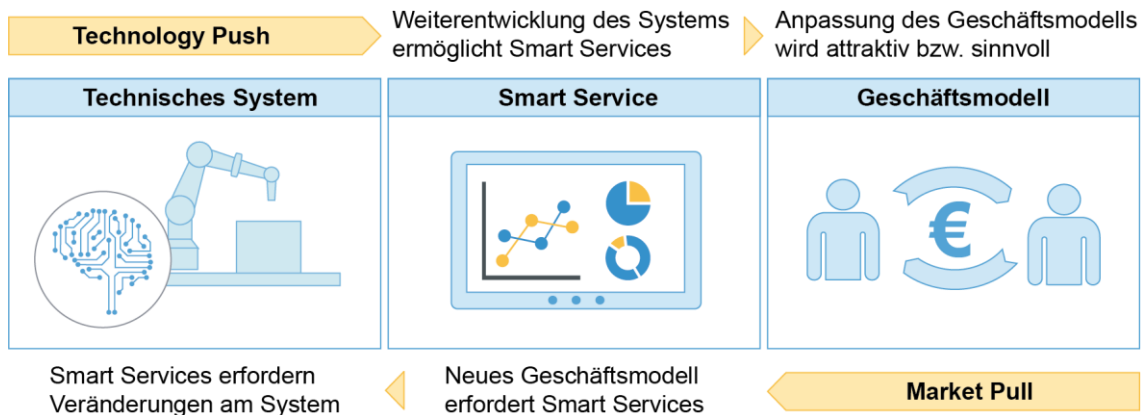 Technology Push
Weiterentwicklung des Systems
ermöglicht Smart Services
Anpassung des Geschäftsmodells
wird attraktiv bzw. sinnvoll
Technisches System
Smart Service
Geschäftsmodell
€
Smart Services erfordern
Veränderungen am System
Neues Geschäftsmodell
erfordert Smart Services
Market Pull